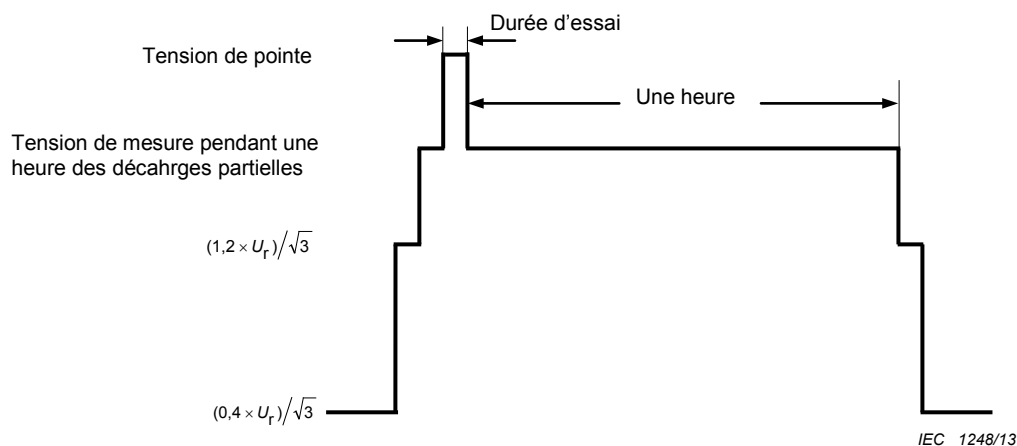 Durée d’essai
Tension de pointe
Une heure
Tension de mesure pendant une
heure des décahrges partielles
(1,2 × Ur)/√3
(0,4 × Ur)/√3
IEC 1248/13